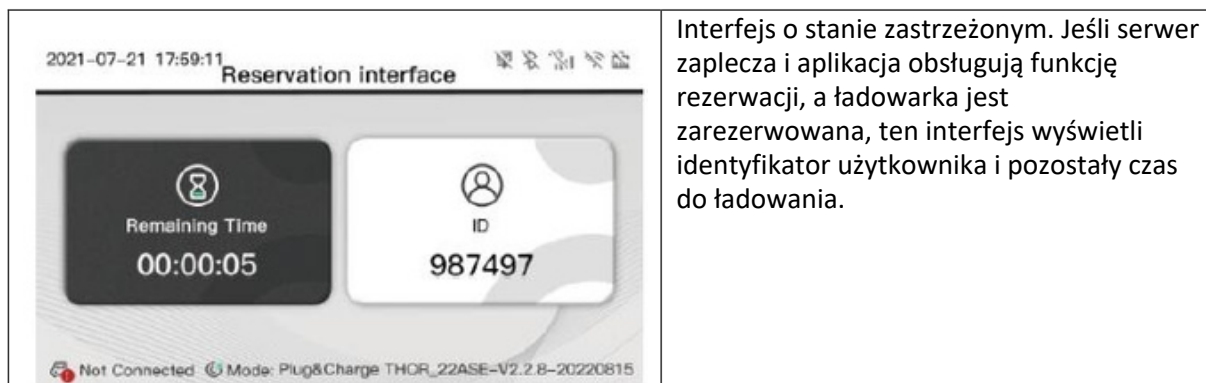 2021-07-21 17:59:11
Reservation interface
Remaining Time
00:00:05
ID
987497
Not Connected Mode: Plug&Charge THOR_22ASE-V2.2.8-20220815
Interfejs o stanie zastrzeżonym. Jeśli serwer
zaplecza i aplikacja obsługują funkcję
rezerwacji, a ładowarka jest
zarezerwowana, ten interfejs wyświetli
identyfikator użytkownika i pozostały czas
do ładowania.